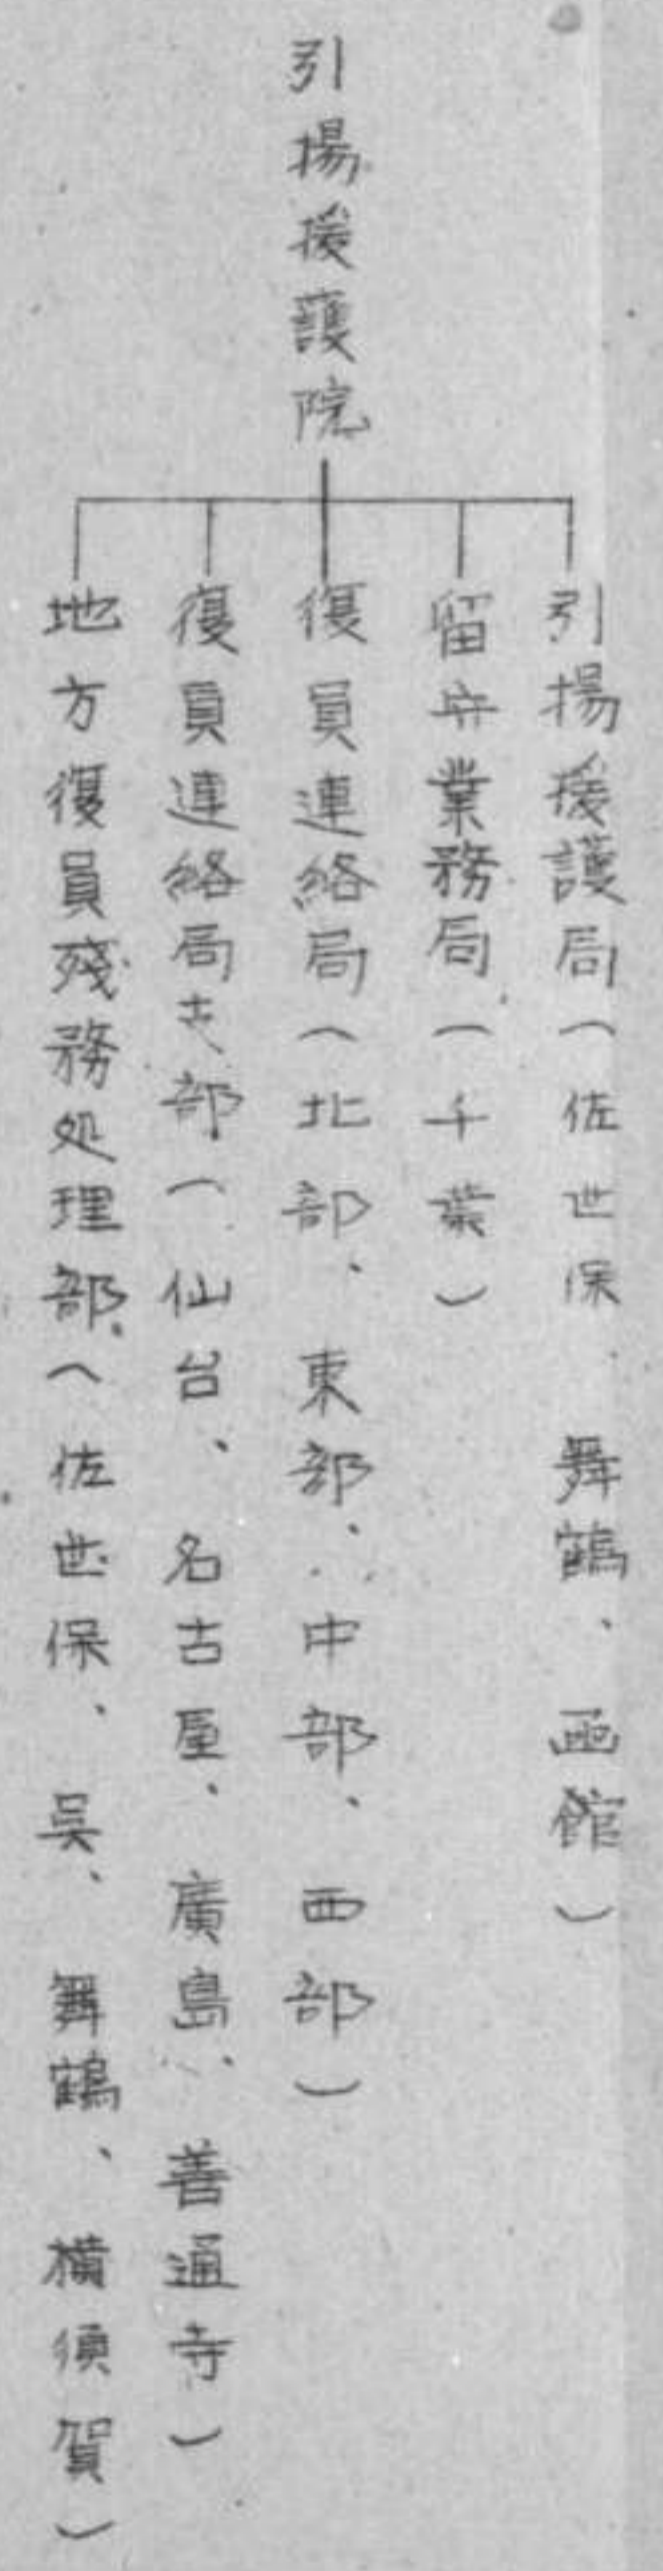 引揚援護院
引揚援護局（佐世保、舞鶴、函館）
留守業務局（千葉）
復員連絡局（北部、東部、中部、西部）
復員連絡局支部（仙台、名古屋、廣島、善通寺）
地方復員残務処理部（佐世保、呉、舞鶴、横須賀）